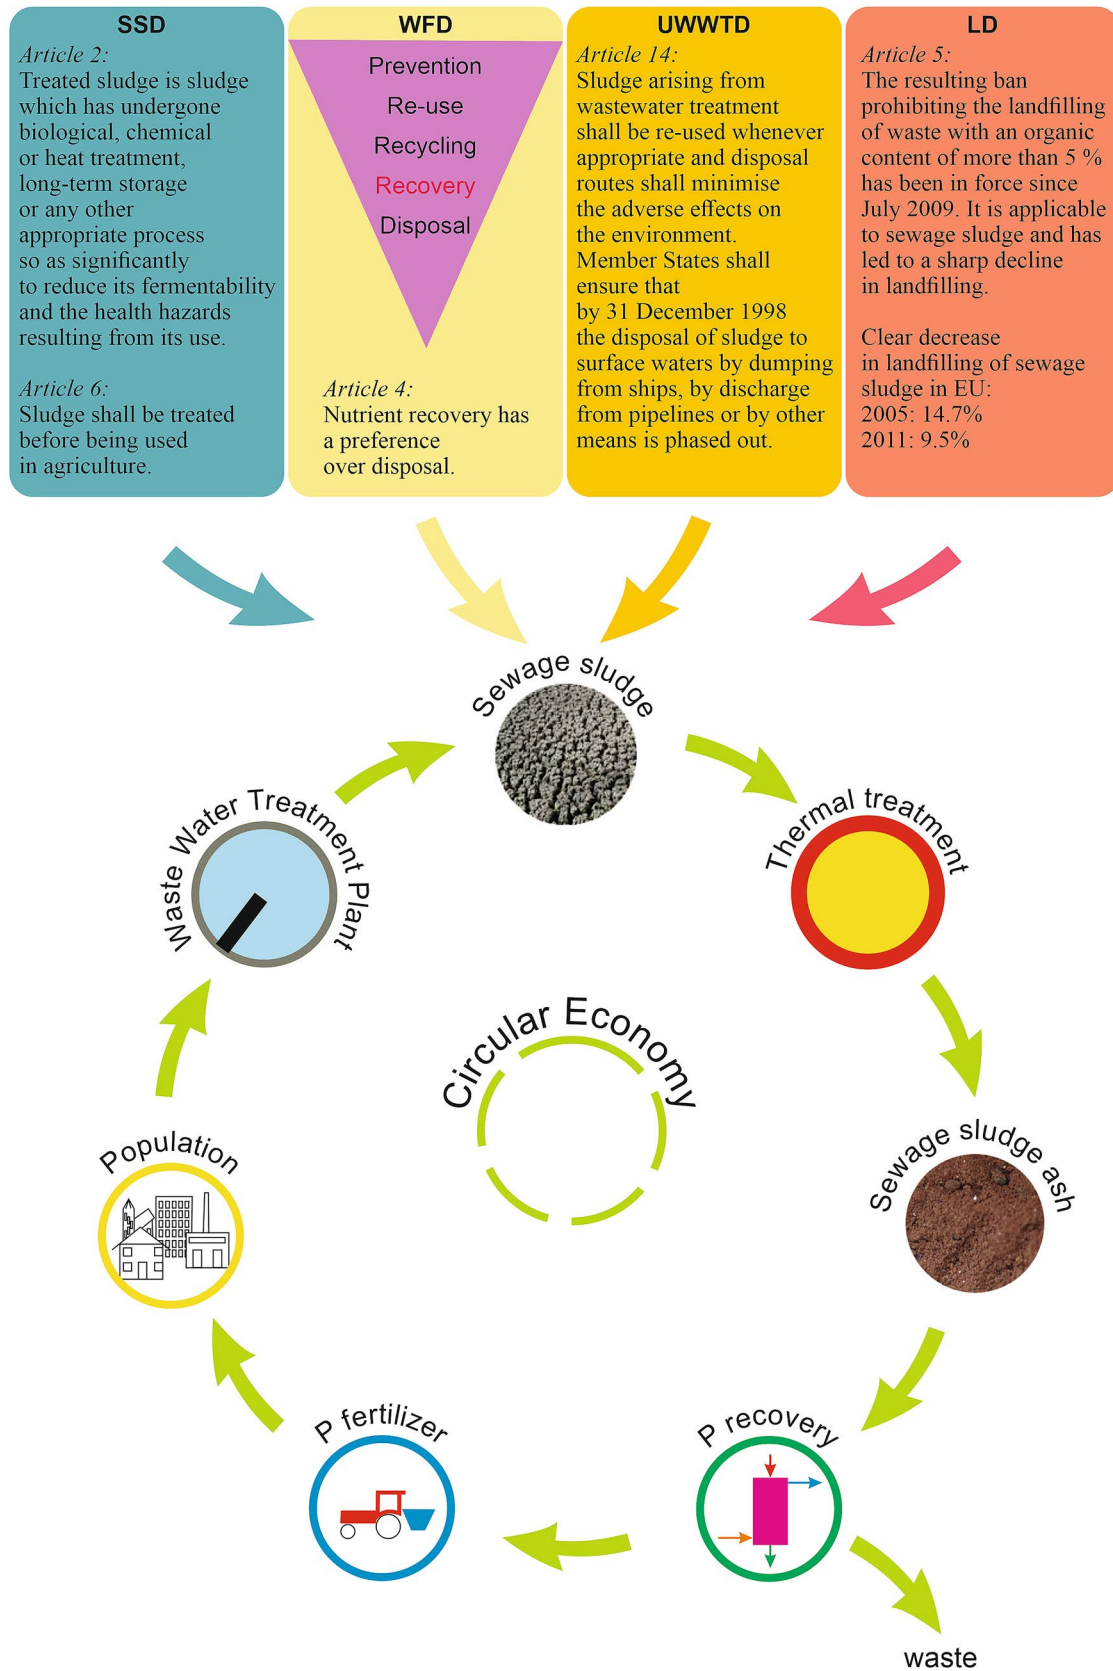 SSD
Article 2:
Treated sludge is sludge
which has undergone
biological, chemical
or heat treatment,
long-term storage
or any other
appropriate process
so as significantly
to reduce its fermentability
and the health hazards
resulting from its use.
Article 6:
Sludge shall be treated
before being used
in agriculture.
WFD
Prevention
Re-use
Recycling
Recovery
Disposal
Article 4:
Nutrient recovery has
a preference
over disposal.
UWWTD
Article 14:
Sludge arising from
wastewater treatment
shall be re-used whenever
appropriate and disposal
routes shall minimise
the adverse effects on
the environment.
Member States shall
ensure that
by 31 December 1998
the disposal of sludge to
surface waters by dumping
from ships, by discharge
from pipelines or by other
means is phased out.
LD
Article 5:
The resulting ban
prohibiting the landfilling
of waste with an organic
content of more than 5 %
has been in force since
July 2009. It is applicable
to sewage sludge and has
led to a sharp decline
in landfilling.
Clear decrease
in landfilling of sewage
sludge in EU:
2005: 14.7%
2011: 9.5%
Sewage sludge
Thermal treatment
Waste Water Treatment Plant
Circular Economy
Sewage sludge ash
Population
P recovery
P fertilizer
waste